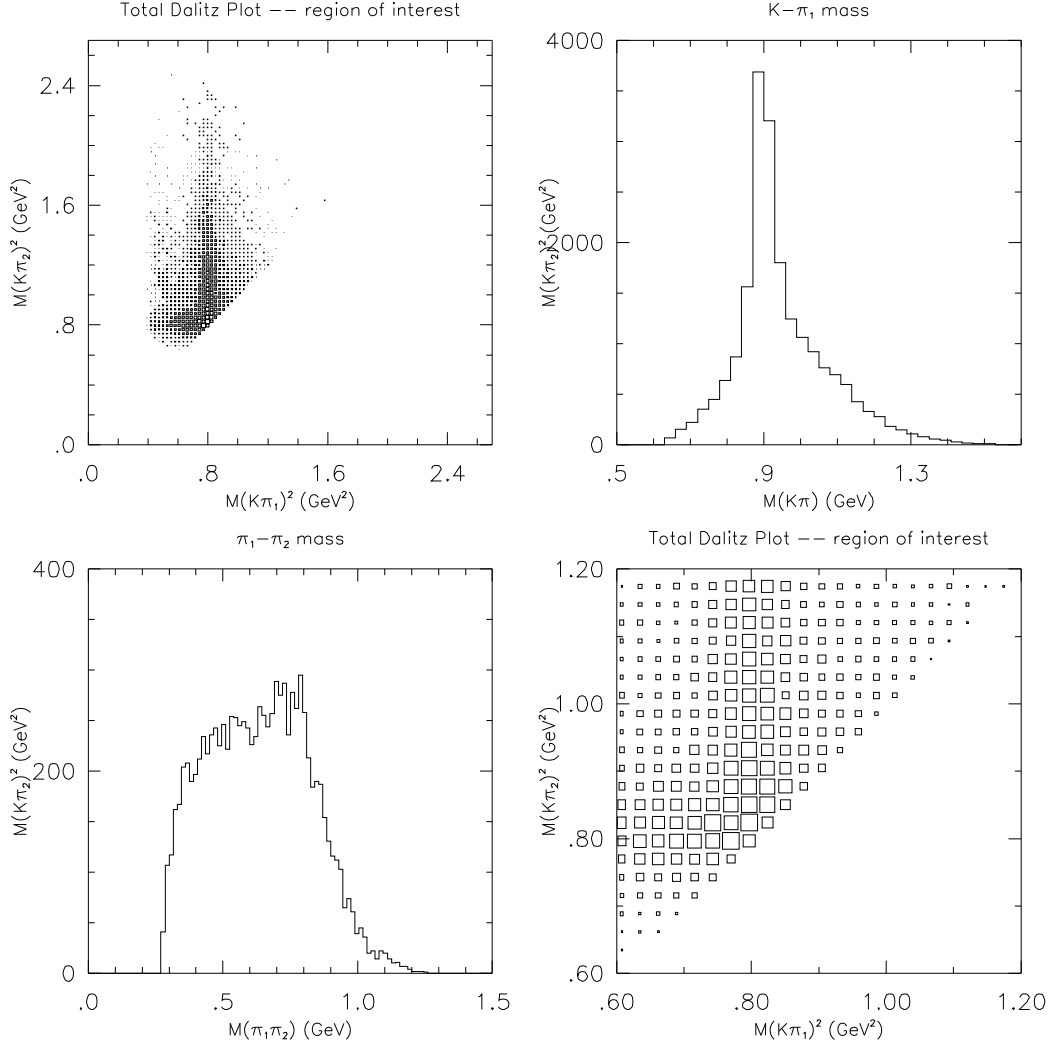 Total Dalitz Plot −− region of interest
M(Kπ₂)² (GeV²)
2.4
1.6
.8
.0
.0 .8 1.6 2.4
M(Kπ₁)² (GeV²)
K−π₁ mass
M(Kπ₂)² (GeV²)
4000
2000
0
.5 .9 1.3
M(Kπ) (GeV)
π₁−π₂ mass
M(Kπ₂)² (GeV²)
400
200
0
.0 .5 1.0 1.5
M(π₁π₂) (GeV)
Total Dalitz Plot −− region of interest
M(Kπ₂)² (GeV²)
1.20
1.00
.80
.60
.60 .80 1.00 1.20
M(Kπ₁)² (GeV²)